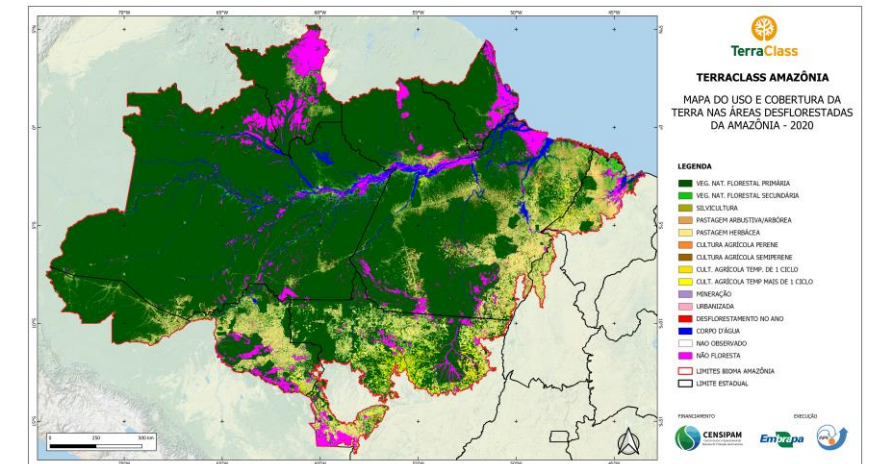 TerraClass
TERRACLASS AMAZÔNIA
MAPA DO USO E COBERTURA DA
TERRA NAS ÁREAS DESFLORESTADAS
DA AMAZÔNIA - 2020
LEGENDA
VEG. NAT. FLORESTAL PRIMÁRIA
VEG. NAT. FLORESTAL SECUNDÁRIA
SILVICULTURA
PASTAGEM ARBUSTIVA/ARBÓREA
PASTAGEM HERBÁCEA
CULTURA AGRÍCOLA PERENE
CULTURA AGRÍCOLA SEMIPERENE
CULT. AGRÍCOLA TEMP. DE 1 CICLO
CULT. AGRÍCOLA TEMP MAIS DE 1 CICLO
MINERAÇÃO
URBANIZADA
DESFLORESTAMENTO NO ANO
CORPO D'ÁGUA
NAO OBSERVADO
NÃO FLORESTA
LIMITES BIOMA AMAZÔNIA
LIMITE ESTADUAL
FINANCIAMENTO
EXECUÇÃO
CENSIPAM
Embrapa
0 250 500 km